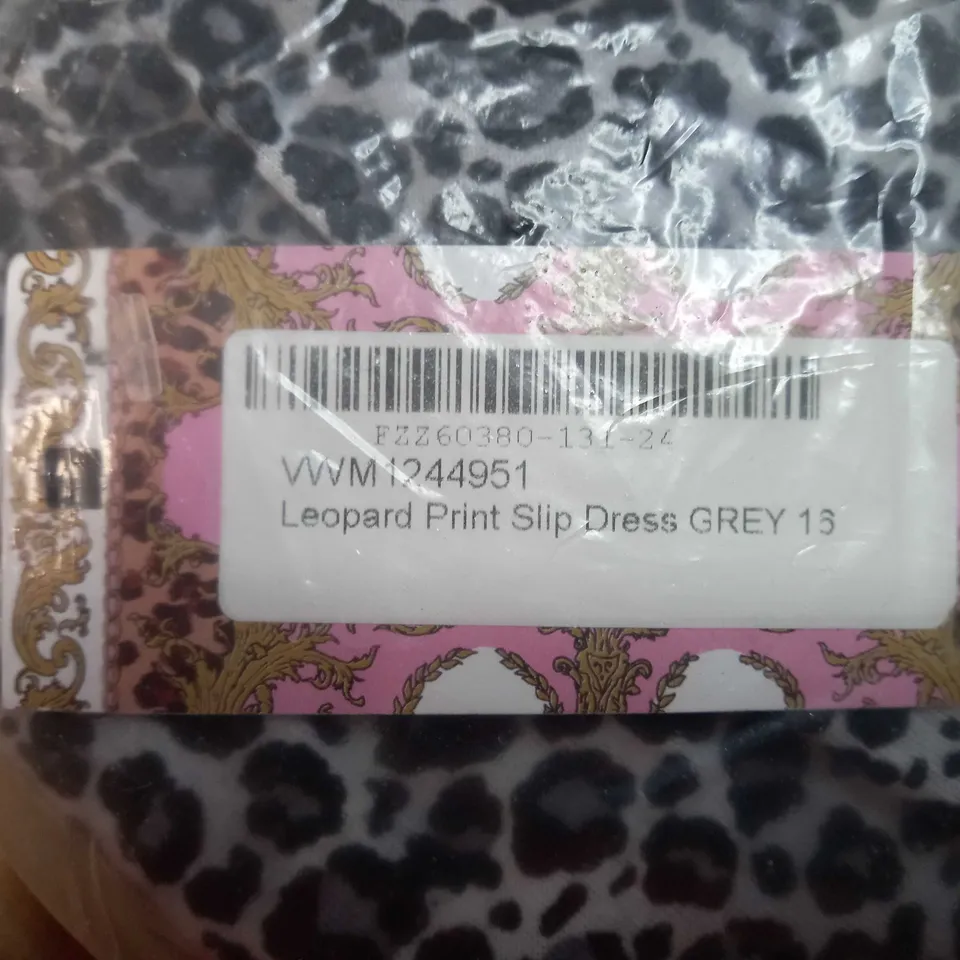 FZZ60380-131-24
VWM1244951
Leopard Print Slip Dress GREY 16